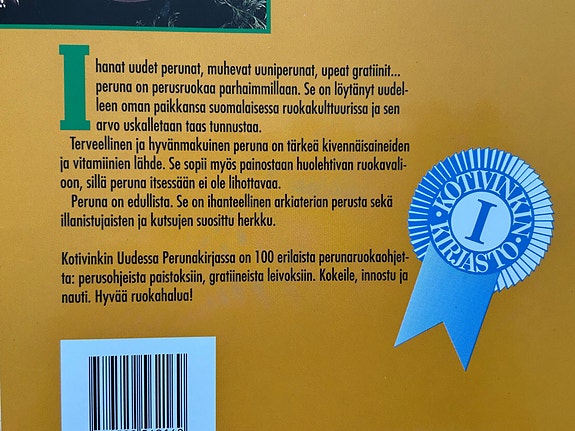 Ihanat uudet perunat, muhevat uuniperunat, upeat gratiinit...
peruna on perusruokaa parhaimmillaan. Se on löytänyt uudel-
leen oman paikkansa suomalaisessa ruokakulttuurissa ja sen
arvo uskalletaan taas tunnustaa.
Terveellinen ja hyvänmakuinen peruna on tärkeä kivennäisaineiden
ja vitamiinien lähde. Se sopii myös painostaan huolehtivan ruokavali-
oon, sillä peruna itsessään ei ole lihottavaa.
Peruna on edullista. Se on ihanteellinen arkiaterian perusta sekä
illanistujaisten ja kutsujen suosittu herkku.
Kotivinkin Uudessa Perunakirjassa on 100 erilaista perunaruokaohjet-
ta: perusohjeista paistoksiin, gratiineista leivoksiin. Kokeile, innostu ja
nauti. Hyvää ruokahalua!
·KOTIVINKIN·
I
KIRJASTO